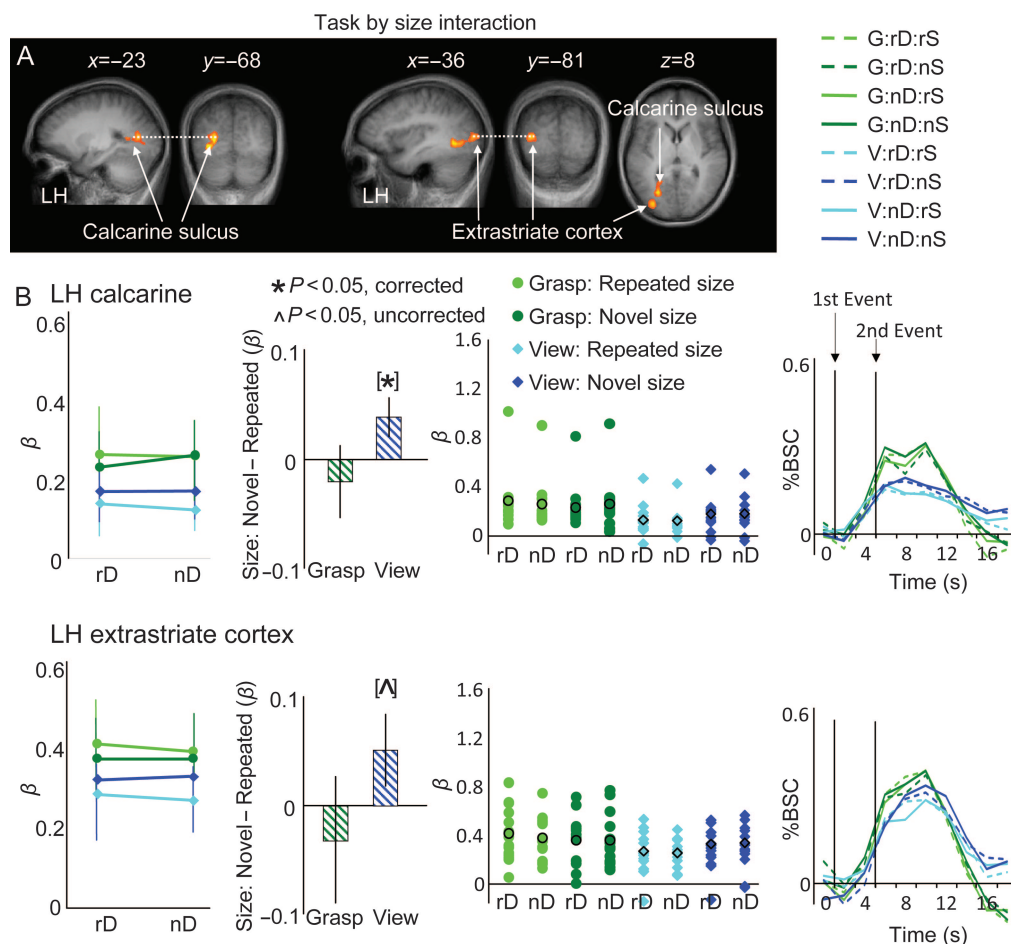 Task by size interaction
A
x=−23
y=−68
x=−36
y=−81
z=8
Calcarine sulcus
LH
LH
Calcarine sulcus
Extrastriate cortex
G:rD:rS
G:rD:nS
G:nD:rS
G:nD:nS
V:rD:rS
V:rD:nS
V:nD:rS
V:nD:nS
B
LH calcarine
* P < 0.05, corrected
^ P < 0.05, uncorrected
Grasp: Repeated size
Grasp: Novel size
View: Repeated size
View: Novel size
1st Event
2nd Event
0.6
0.4
0.2
0
β
rD nD
Size: Novel – Repeated (β)
0.1
0
−0.1
[*]
Grasp View
β
1.6
1.2
0.8
0.4
0
rD nD rD nD rD nD rD nD
%BSC
0.6
0
0 4 8 12 16
Time (s)
LH extrastriate cortex
0.6
0.4
0.2
0
β
rD nD
Size: Novel – Repeated (β)
0.1
0
−0.1
[^]
Grasp View
β
1.6
1.2
0.8
0.4
0
rD nD rD nD rD nD rD nD
%BSC
0.6
0
0 4 8 12 16
Time (s)